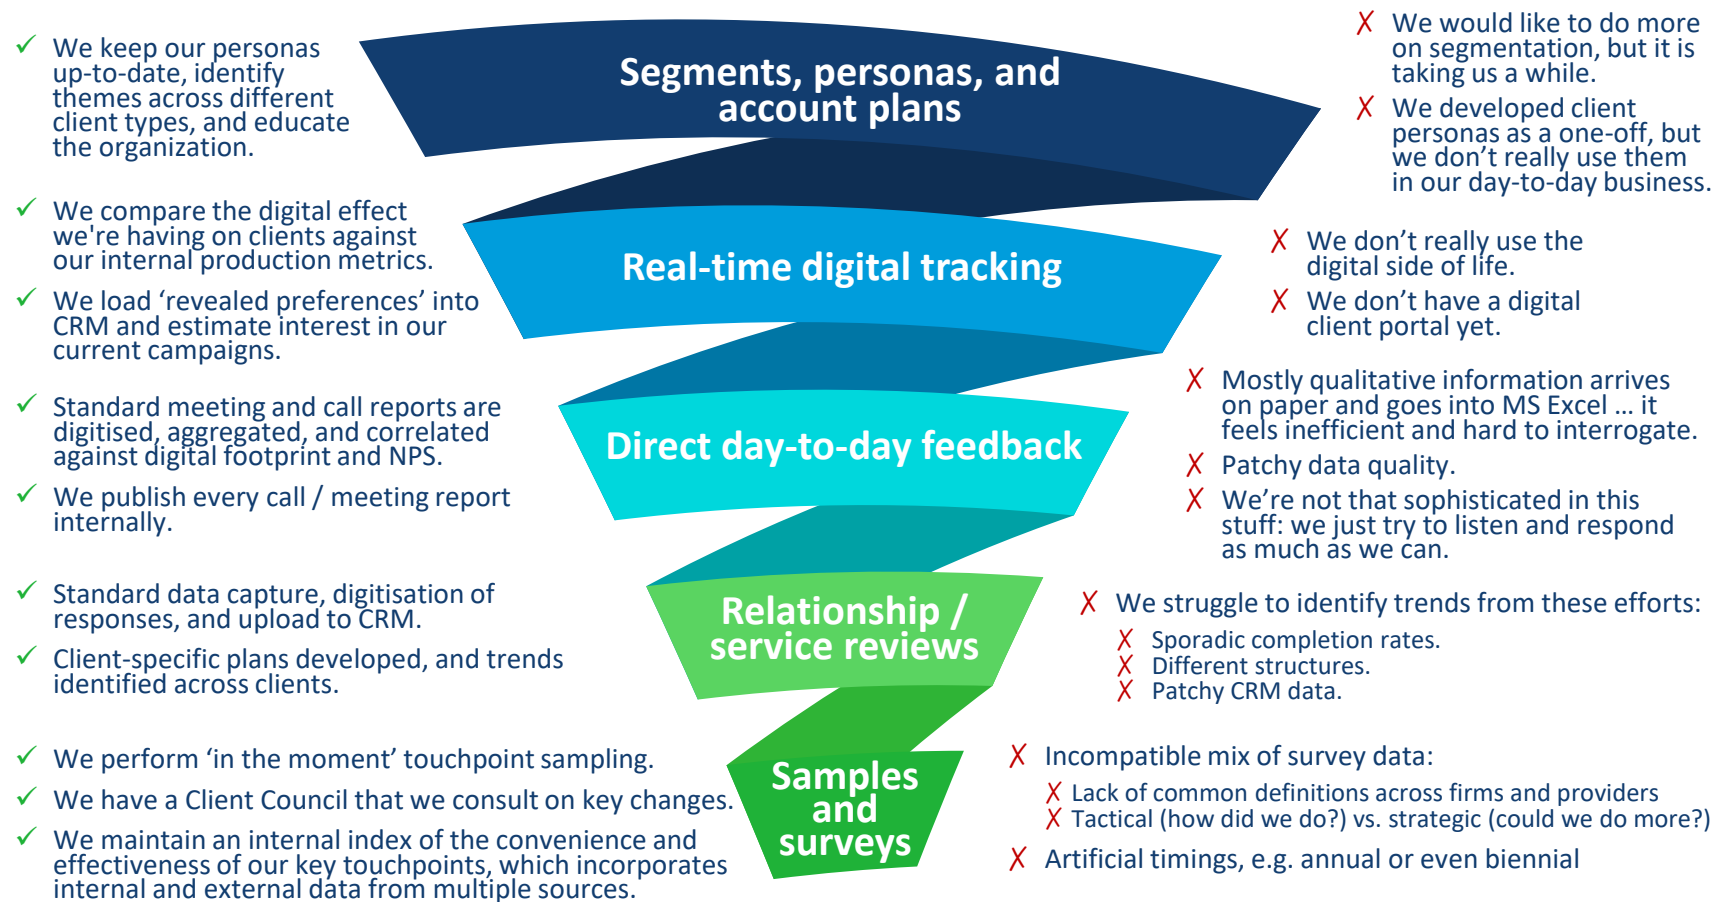 ✓ We keep our personas
up-to-date, identify
themes across different
client types, and educate
the organization.
Segments, personas, and
account plans
✗ We would like to do more
on segmentation, but it is
taking us a while.
✗ We developed client
personas as a one-off, but
we don’t really use them
in our day-to-day business.
✓ We compare the digital effect
we're having on clients against
our internal production metrics.
✓ We load ‘revealed preferences’ into
CRM and estimate interest in our
current campaigns.
Real-time digital tracking
✗ We don’t really use the
digital side of life.
✗ We don’t have a digital
client portal yet.
✓ Standard meeting and call reports are
digitised, aggregated, and correlated
against digital footprint and NPS.
✓ We publish every call / meeting report
internally.
Direct day-to-day feedback
✗ Mostly qualitative information arrives
on paper and goes into MS Excel ... it
feels inefficient and hard to interrogate.
✗ Patchy data quality.
✗ We’re not that sophisticated in this
stuff: we just try to listen and respond
as much as we can.
✓ Standard data capture, digitisation of
responses, and upload to CRM.
✓ Client-specific plans developed, and trends
identified across clients.
Relationship /
service reviews
✗ We struggle to identify trends from these efforts:
✗ Sporadic completion rates.
✗ Different structures.
✗ Patchy CRM data.
✓ We perform ‘in the moment’ touchpoint sampling.
✓ We have a Client Council that we consult on key changes.
✓ We maintain an internal index of the convenience and
effectiveness of our key touchpoints, which incorporates
internal and external data from multiple sources.
Samples
and
surveys
✗ Incompatible mix of survey data:
✗ Lack of common definitions across firms and providers
✗ Tactical (how did we do?) vs. strategic (could we do more?)
✗ Artificial timings, e.g. annual or even biennial